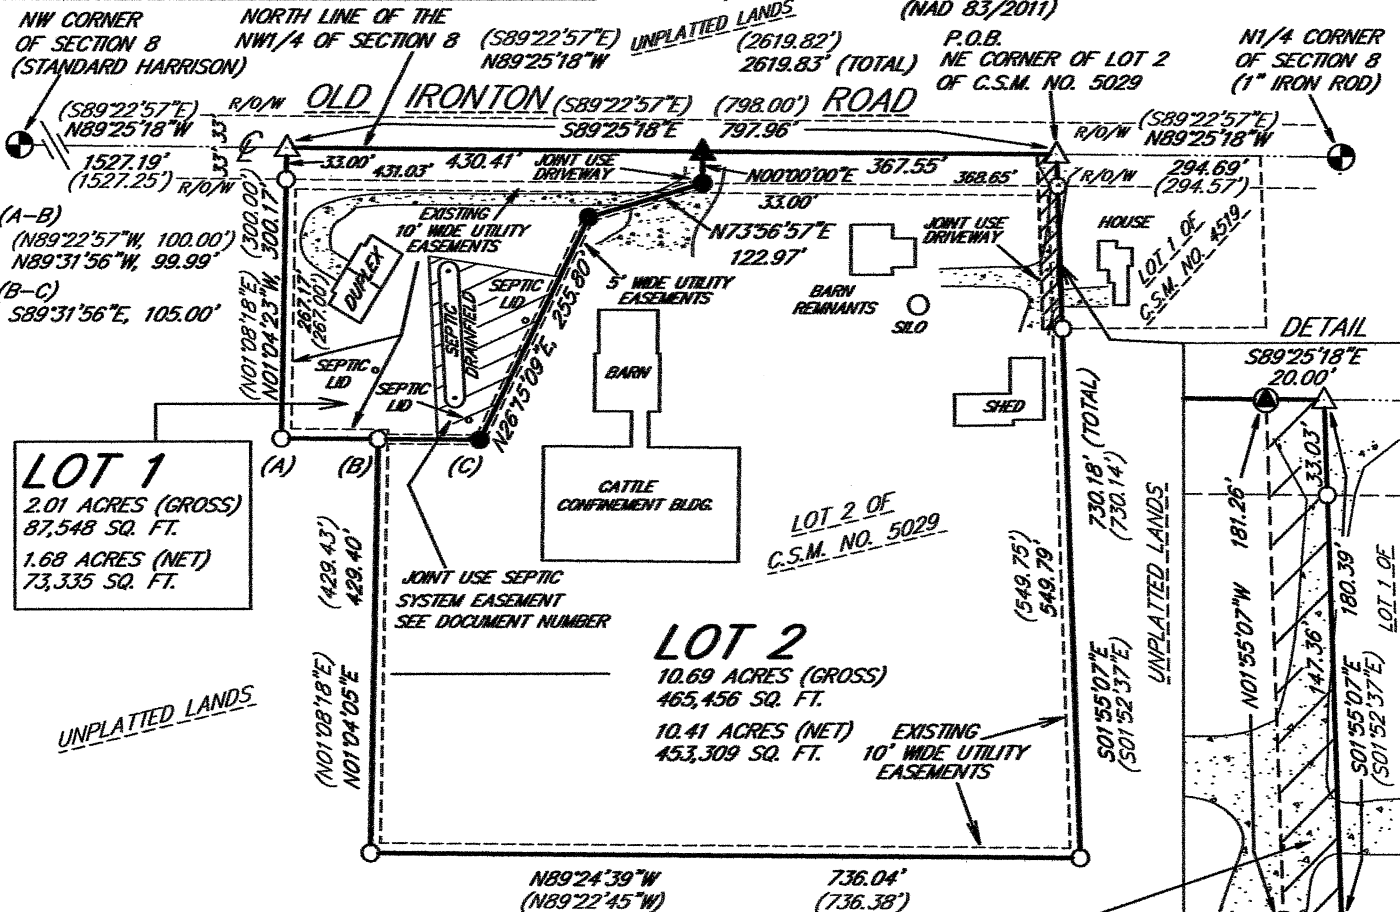 NW CORNER
OF SECTION 8
(STANDARD HARRISON)
NORTH LINE OF THE
NW1/4 OF SECTION 8
(S89°22'57"E)
N89°25'18"W
UNPLATTED LANDS
(2619.82')
2619.83' (TOTAL)
(NAD 83/2011)
P.O.B.
NE CORNER OF LOT 2
OF C.S.M. NO. 5029
N1/4 CORNER
OF SECTION 8
(1" IRON ROD)
(S89°22'57"E)
N89°25'18"W
1527.19'
(1527.25')
R/O/W
OLD IRONTON ROAD
(S89°22'57"E) (798.00')
S89°25'18"E 797.96'
33' 33'
R/O/W
33.00'
431.03'
430.41'
JOINT USE
DRIVEWAY
N00°00'00"E
33.00'
367.55'
368.65'
R/O/W
(S89°22'57"E)
N89°25'18"W
294.69'
(294.57')
R/O/W
(A-B)
(N89°22'57"W, 100.00')
N89°31'56"W, 99.99'
(B-C)
S89°31'56"E, 105.00'
(N01°08'18"E) (300.00')
N01°04'23"W, 300.17'
267.17'
(267.00')
EXISTING
10' WIDE UTILITY
EASEMENTS
DUPLEX
SEPTIC
DRAINFIELD
SEPTIC
LID
SEPTIC
LID
SEPTIC
LID
N26°15'09"E, 255.80'
N73°56'57"E
122.97'
5' WIDE UTILITY
EASEMENTS
BARN
REMNANTS
SILO
JOINT USE
DRIVEWAY
HOUSE
LOT 1 OF
C.S.M. NO. 4519
BARN
SHED
CATTLE
CONFINEMENT BLDG.
DETAIL
S89°25'18"E
20.00'
33.03'
181.26'
N01°55'07"W
180.39'
147.36'
S01°55'07"E
(S01°52'37"E)
LOT 1 OF
LOT 1
2.01 ACRES (GROSS)
87,548 SQ. FT.
1.68 ACRES (NET)
73,335 SQ. FT.
(A)
(B)
(C)
(429.43')
429.40'
(N01°08'18"E)
N01°04'05"E
JOINT USE SEPTIC
SYSTEM EASEMENT
SEE DOCUMENT NUMBER
LOT 2 OF
C.S.M. NO. 5029
730.18' (TOTAL)
(730.14')
(549.75')
549.79'
UNPLATTED LANDS
S01°55'07"E
(S01°52'37"E)
LOT 2
10.69 ACRES (GROSS)
465,456 SQ. FT.
10.41 ACRES (NET)
453,309 SQ. FT.
EXISTING
10' WIDE UTILITY
EASEMENTS
UNPLATTED LANDS
N89°24'39"W 736.04'
(N89°22'45"W) (736.38')